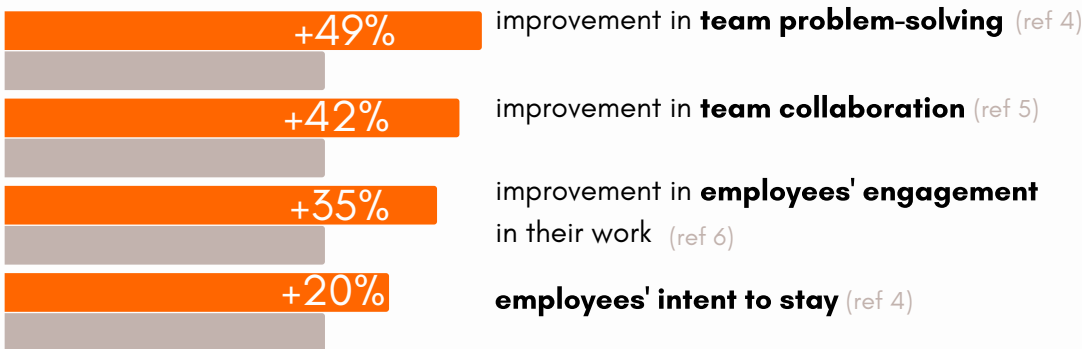 +49% improvement in team problem-solving (ref 4)
+42% improvement in team collaboration (ref 5)
+35% improvement in employees' engagement
in their work (ref 6)
+20% employees' intent to stay (ref 4)